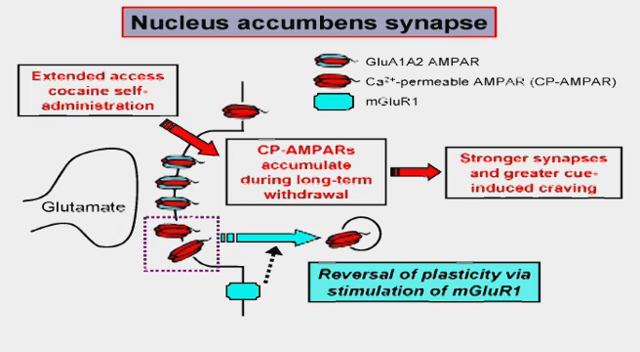 Nucleus accumbens synapse
GluA1A2 AMPAR
Ca2+-permeable AMPAR (CP-AMPAR)
mGluR1
Extended access
cocaine self-
administration
CP-AMPARs
accumulate
during long-term
withdrawal
Stronger synapses
and greater cue-
induced craving
Glutamate
Reversal of plasticity via
stimulation of mGluR1